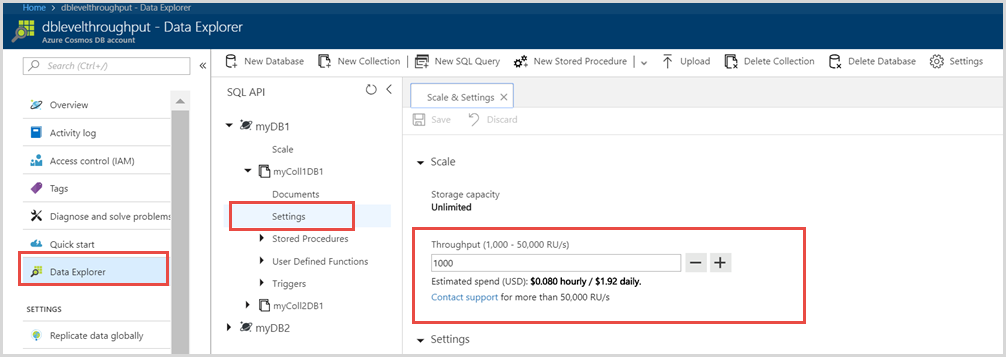 Home > dblevelthroughput - Data Explorer
dblevelthroughput - Data Explorer
Azure Cosmos DB account
Search (Ctrl+/)
«
Overview
Activity log
Access control (IAM)
Tags
Diagnose and solve problems
Quick start
Data Explorer
SETTINGS
Replicate data globally
New Database
New Collection
New SQL Query
New Stored Procedure
Upload
Delete Collection
Delete Database
Settings
SQL API
myDB1
Scale
myColl1DB1
Documents
Settings
Stored Procedures
User Defined Functions
Triggers
myColl2DB1
myDB2
Scale & Settings
Save
Discard
Scale
Storage capacity
Unlimited
Throughput (1,000 - 50,000 RU/s)
1000
Estimated spend (USD): $0.080 hourly / $1.92 daily.
Contact support for more than 50,000 RU/s
Settings